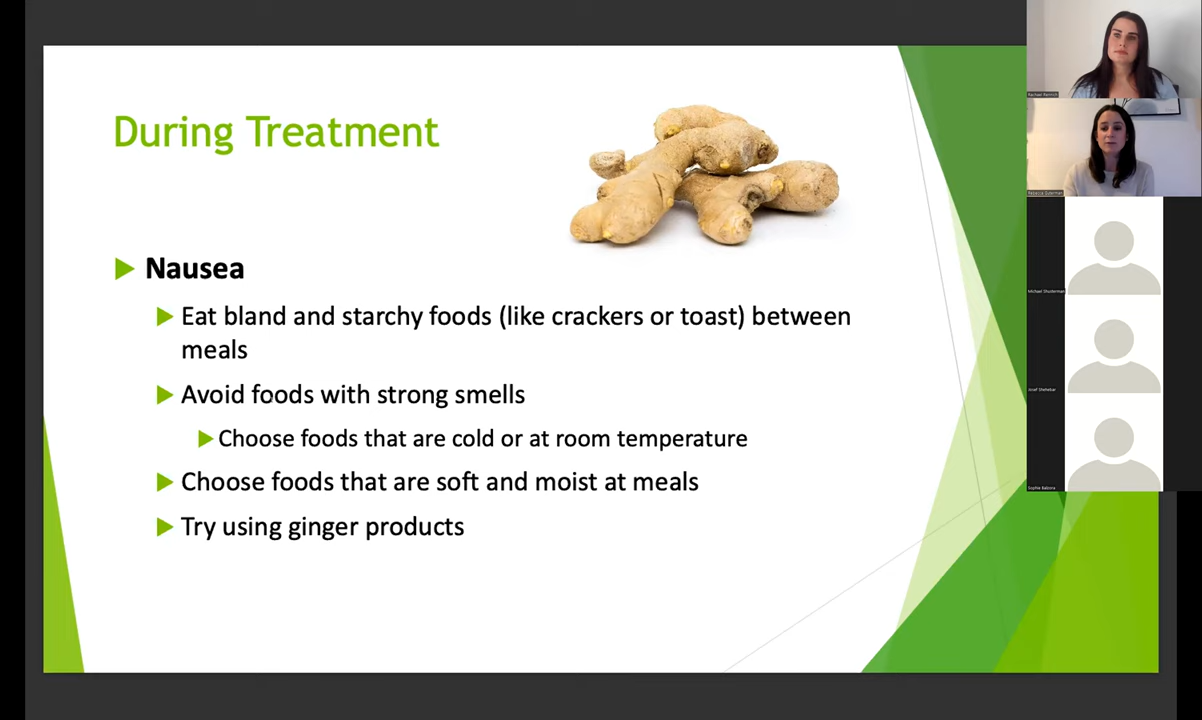 During Treatment
Nausea
Eat bland and starchy foods (like crackers or toast) between
meals
Avoid foods with strong smells
Choose foods that are cold or at room temperature
Choose foods that are soft and moist at meals
Try using ginger products
Michael Shusterman